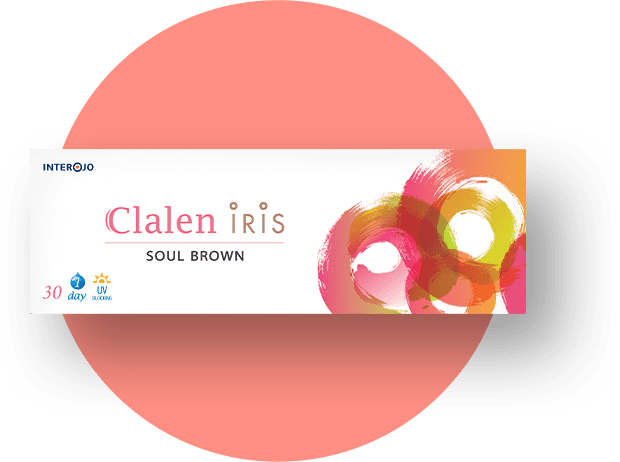 INTEROJO
Clalen iris
SOUL BROWN
30
1
day
UV
BLOCKING